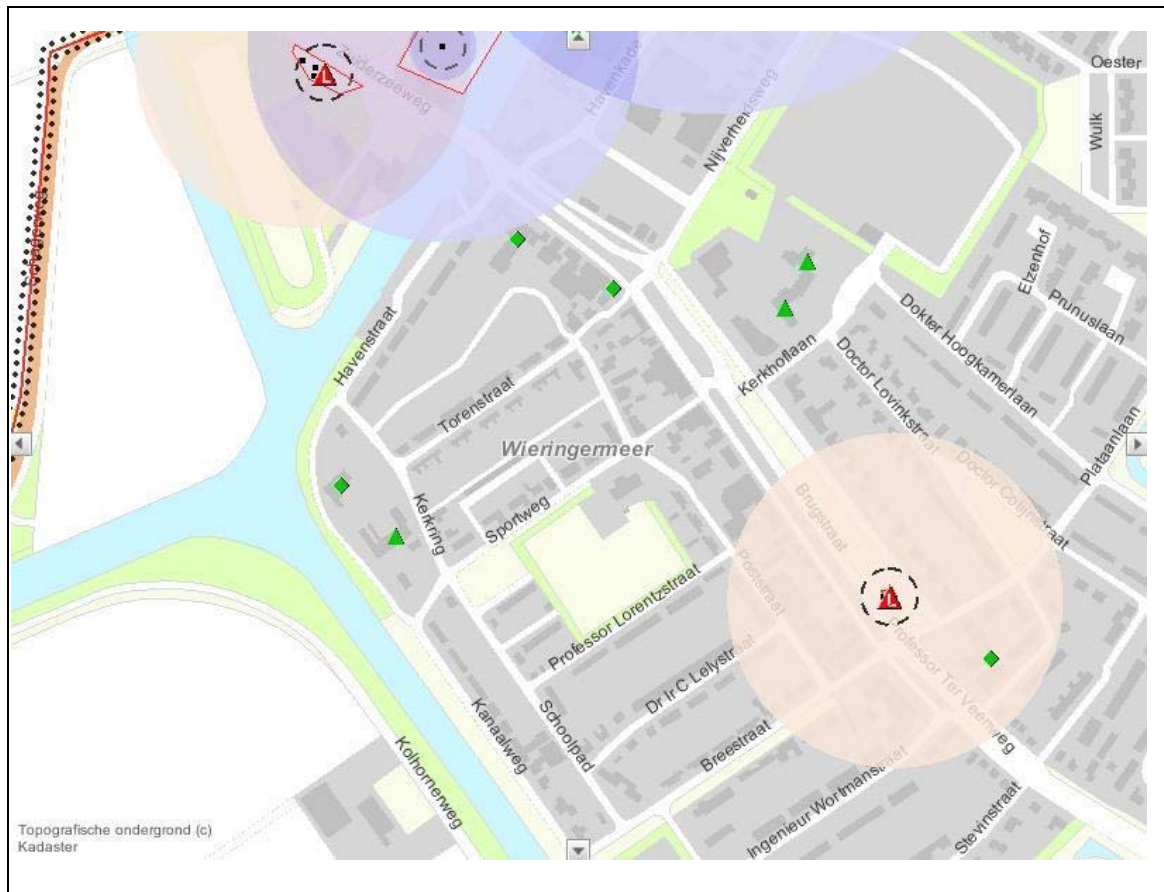 Oester
Wulk
Zuiderzeeweg
Havenkade
Nijverheidsweg
Elzenhof
Prunuslaan
Havenstraat
Dokter Hoogkamerlaan
Kerkhoflaan
Doctor Lovinkstraat
Torenstraat
Plataanlaan
Wieringermeer
Doctor Colijnstraat
Kerkring
Sportweg
Brugstraat
Poststraat
Professor Lorentzstraat
L
Professor Ter Veenweg
Dr Ir C Lelystraat
Schoolpad
Kanaalweg
Breestraat
Kolhornerweg
Ingenieur Wortmanstraat
Stevinstraat
Topografische ondergrond (c)
Kadaster